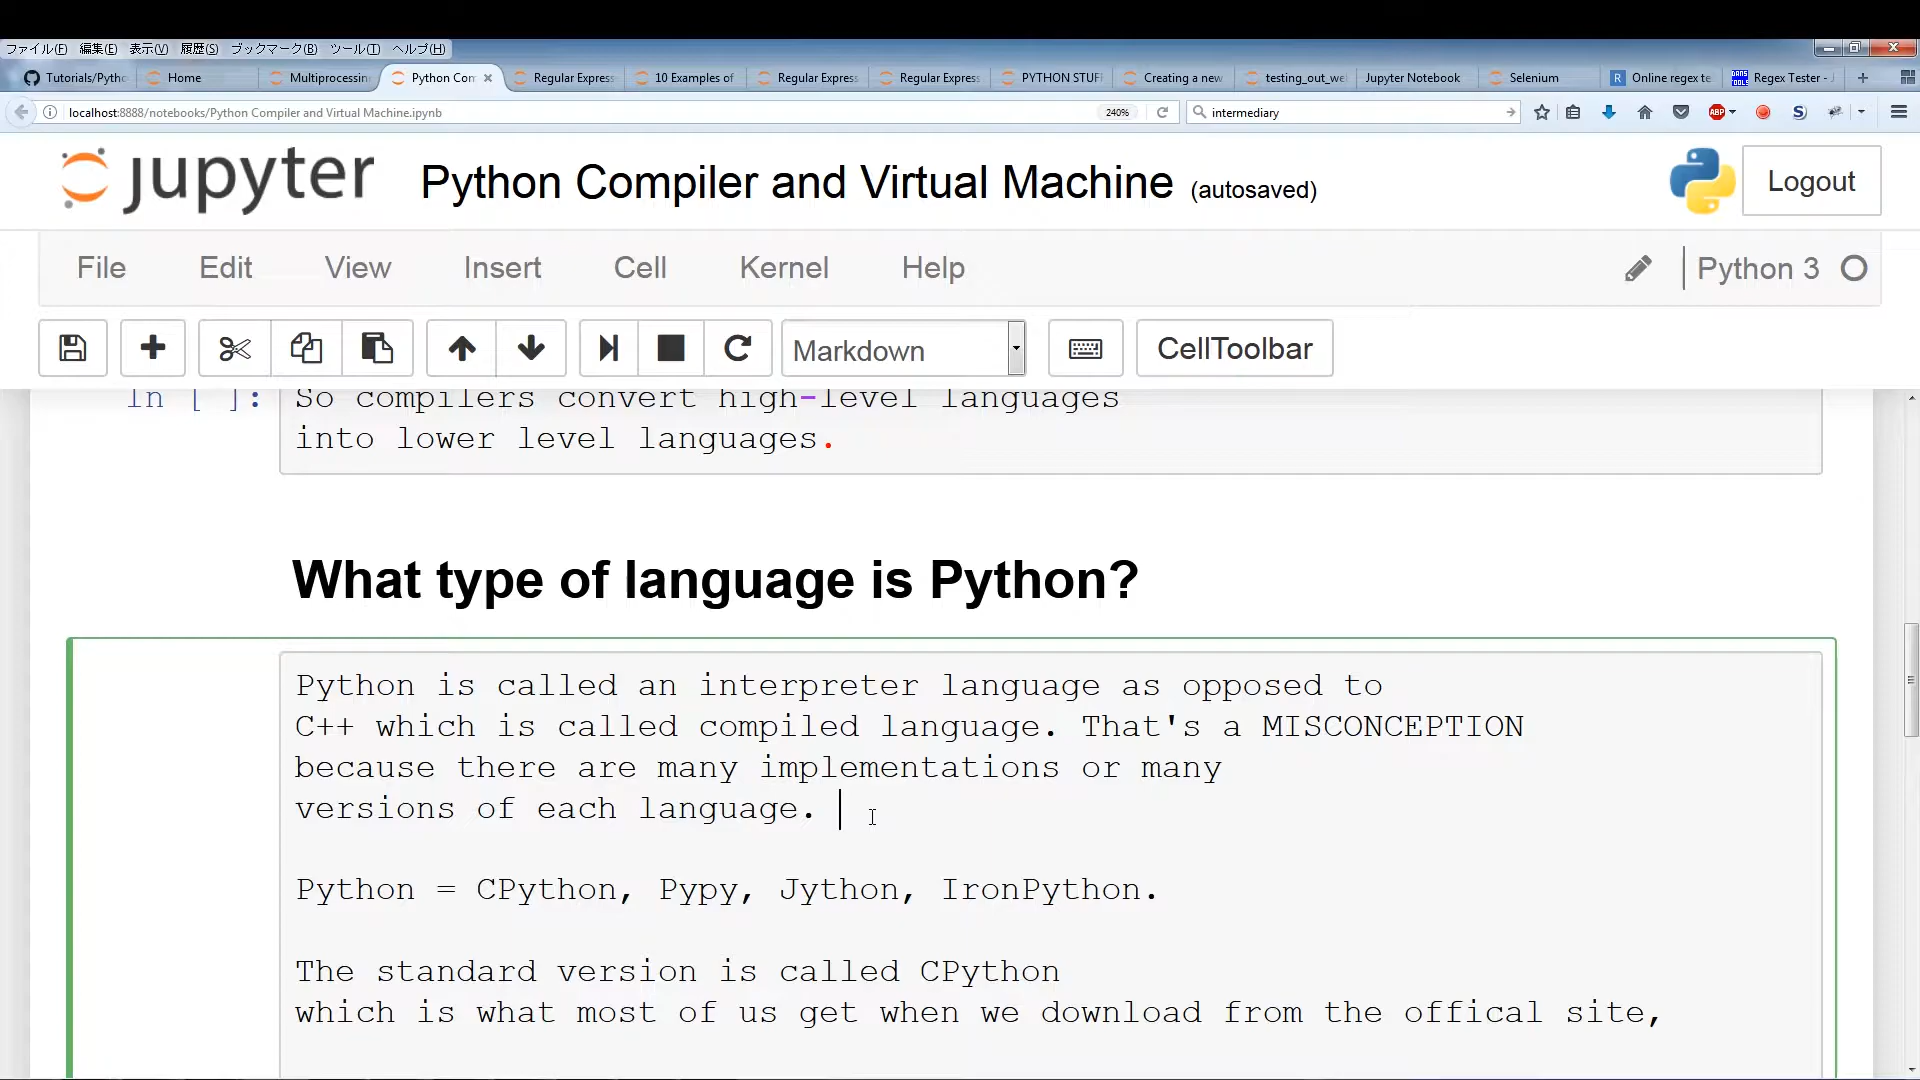 ファイル(F) 編集(E) 表示(V) 履歴(S) ブックマーク(B) ツール(T) ヘルプ(H)
Tutorials/Pytho Home Multiprocessin Python Com Regular Express 10 Examples of Regular Express Regular Express PYTHON STUFF Creating a new testing_out_we Jupyter Notebook Selenium Online regex te Regex Tester -
localhost:8888/notebooks/Python Compiler and Virtual Machine.ipynb 240% intermediary
jupyter Python Compiler and Virtual Machine (autosaved) Logout
File Edit View Insert Cell Kernel Help Python 3
Markdown CellToolbar
In [ ]: So compilers convert high-level languages
into lower level languages.
What type of language is Python?
Python is called an interpreter language as opposed to
C++ which is called compiled language. That's a MISCONCEPTION
because there are many implementations or many
versions of each language.
Python = CPython, Pypy, Jython, IronPython.
The standard version is called CPython
which is what most of us get when we download from the offical site,